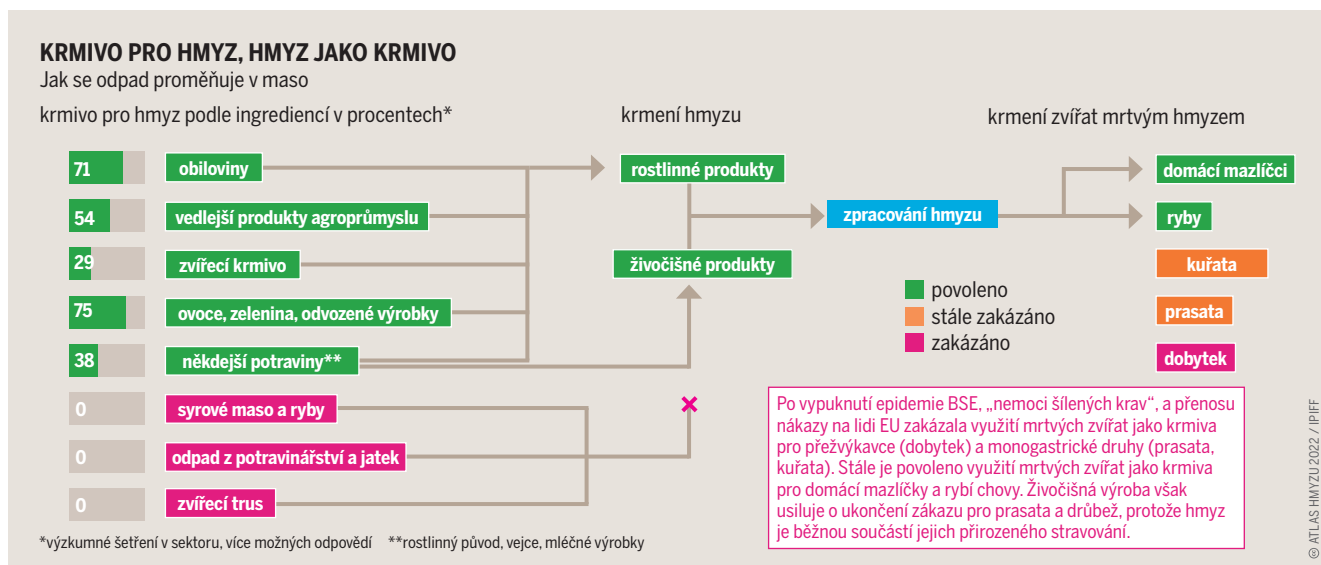 KRMIVO PRO HMYZ, HMYZ JAKO KRMIVO
Jak se odpad proměňuje v maso
krmivo pro hmyz podle ingrediencí v procentech*
krmení hmyzu
krmení zvířat mrtvým hmyzem
71
obiloviny
54
vedlejší produkty agroprůmyslu
29
zvířecí krmivo
75
ovoce, zelenina, odvozené výrobky
38
někdejší potraviny**
0
syrové maso a ryby
0
odpad z potravinářství a jatek
0
zvířecí trus
rostlinné produkty
živočišné produkty
zpracování hmyzu
domácí mazlíčci
ryby
kuřata
prasata
dobytek
povoleno
stále zakázáno
zakázáno
Po vypuknutí epidemie BSE, „nemoci šílených krav“, a přenosu
nákazy na lidi EU zakázala využití mrtvých zvířat jako krmiva
pro přežvýkavce (dobytek) a monogastrické druhy (prasata,
kuřata). Stále je povoleno využití mrtvých zvířat jako krmiva
pro domácí mazlíčky a rybí chovy. Živočišná výroba však
usiluje o ukončení zákazu pro prasata a drůbež, protože hmyz
je běžnou součástí jejich přirozeného stravování.
*výzkumné šetření v sektoru, více možných odpovědí **rostlinný původ, vejce, mléčné výrobky
© ATLAS HMYZU 2022 / IPIFF